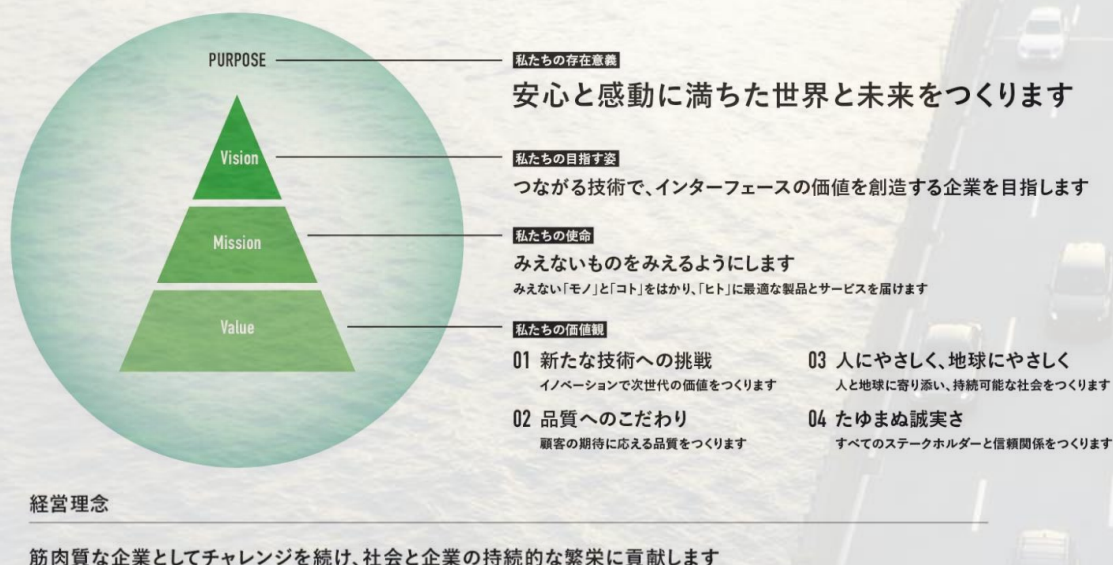 PURPOSE
私たちの存在意義
安心と感動に満ちた世界と未来をつくります
Vision
私たちの目指す姿
つながる技術で、インターフェースの価値を創造する企業を目指します
Mission
私たちの使命
みえないものをみえるようにします
みえない「モノ」と「コト」をはかり、「ヒト」に最適な製品とサービスを届けます
Value
私たちの価値観
01 新たな技術への挑戦
イノベーションで次世代の価値をつくります
02 品質へのこだわり
顧客の期待に応える品質をつくります
03 人にやさしく、地球にやさしく
人と地球に寄り添い、持続可能な社会をつくります
04 たゆまぬ誠実さ
すべてのステークホルダーと信頼関係をつくります
経営理念
筋肉質な企業としてチャレンジを続け、社会と企業の持続的な繁栄に貢献します